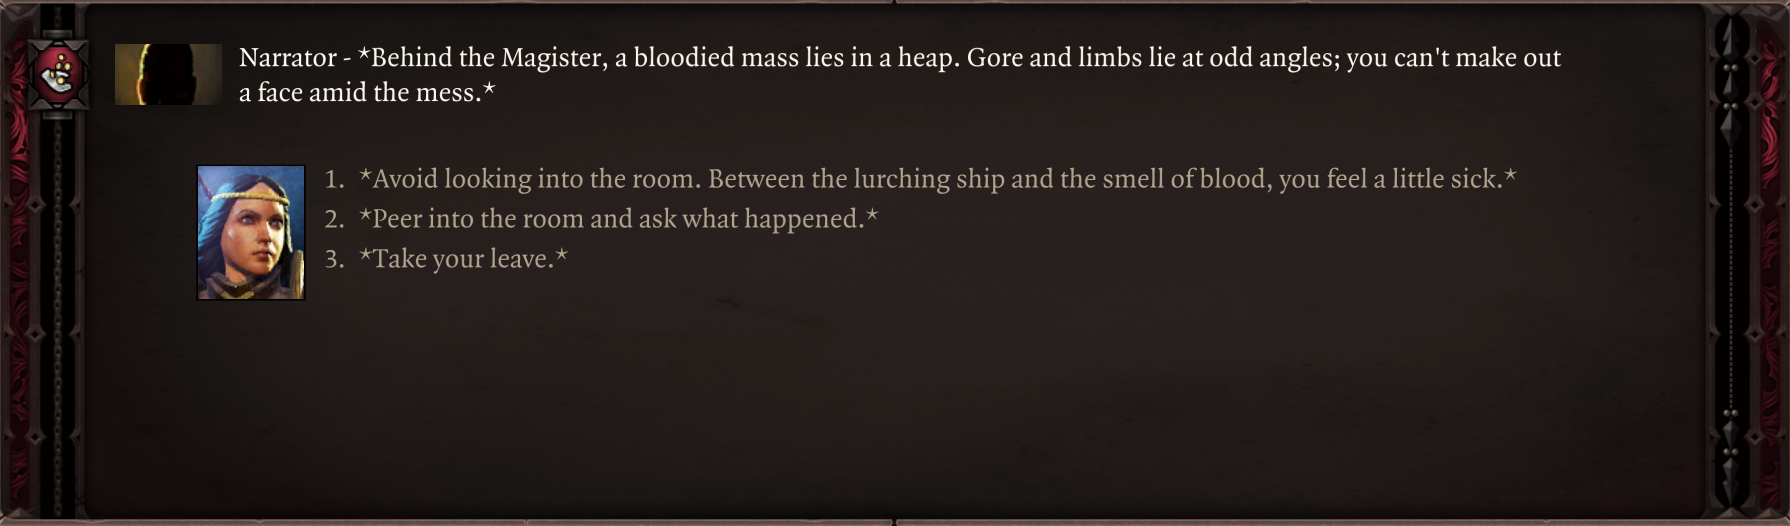 Narrator - *Behind the Magister, a bloodied mass lies in a heap. Gore and limbs lie at odd angles; you can't make out
a face amid the mess.*
1. *Avoid looking into the room. Between the lurching ship and the smell of blood, you feel a little sick.*
2. *Peer into the room and ask what happened.*
3. *Take your leave.*